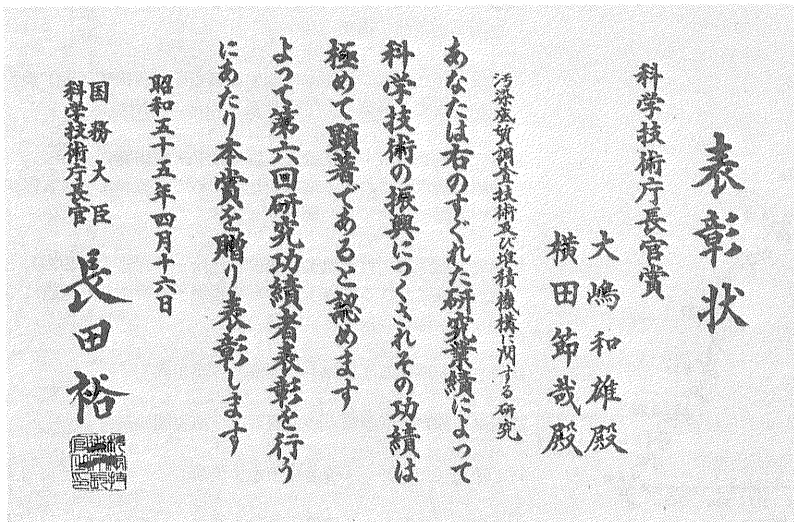 表彰状
科学技術庁長官賞
大嶋和雄殿
横田節哉殿
汚染底質調査技術及び堆積機構に関する研究
あなたは右のすぐれた研究業績によって
科学技術の振興につくされその功績は
極めて顕著であると認めます
よって第六回研究功績者表彰を行う
にあたり本賞を贈り表彰します
昭和五十五年四月十六日
国務大臣
科学技術庁長官
長田裕